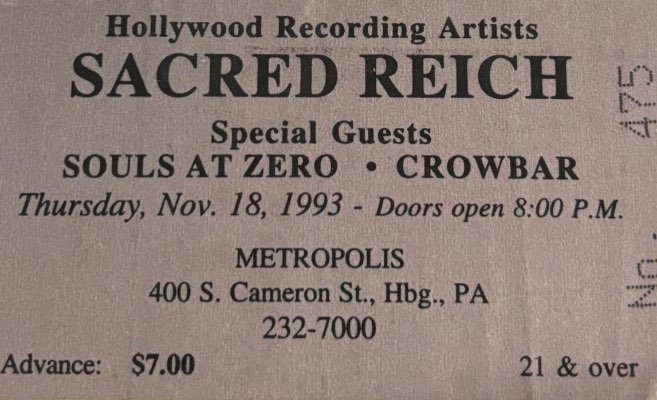 Hollywood Recording Artists
SACRED REICH
Special Guests
SOULS AT ZERO • CROWBAR
Thursday, Nov. 18, 1993 - Doors open 8:00 P.M.
METROPOLIS
400 S. Cameron St., Hbg., PA
232-7000
Advance: $7.00 21 & over
No. 475